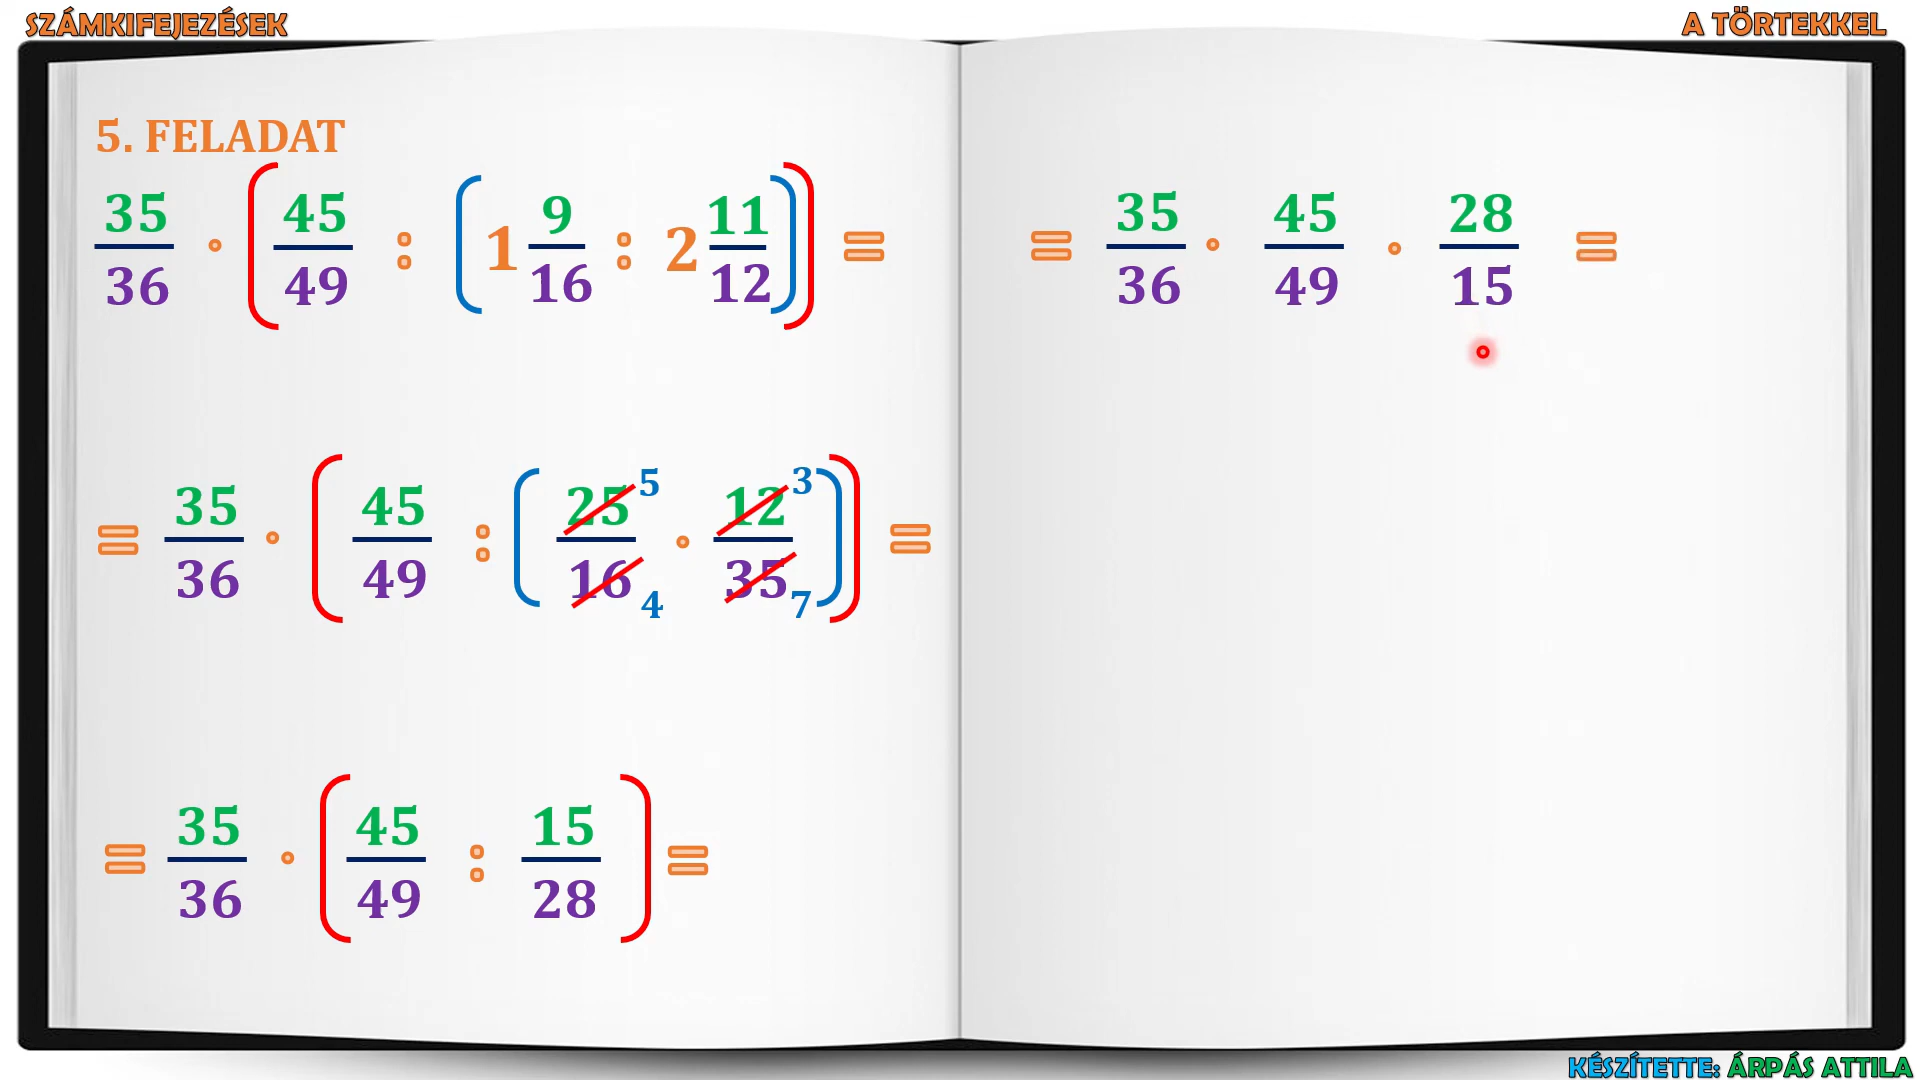 SZÁMKIFEJEZÉSEK
A TÖRTEKKEL
5. FELADAT
35/36 · (45/49 : (1 9/16 : 2 11/12)) =
= 35/36 · (45/49 : (25/16 · 12/35)) =
5 3
4 7
= 35/36 · (45/49 : 15/28) =
= 35/36 · 45/49 · 28/15 =
KÉSZÍTETTE: ÁRPÁS ATTILA